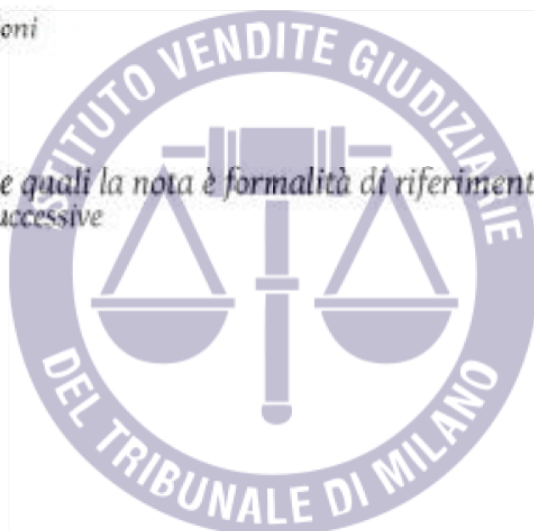 oni
e quali la nota è formalità di riferiment
uccessive
ISTITUTO VENDITE GIUDIZIARIE
DEL TRIBUNALE DI MILANO